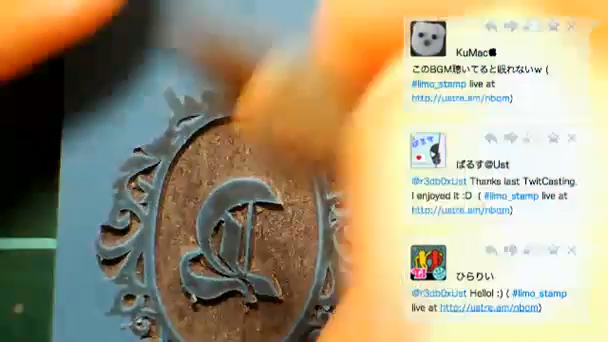 KuMac
このBGM聴いてると眠れないw (
#limo_stamp live at
http://ustre.am/nbom)
ぱるす@Ust
@r3db0xUst Thanks last TwitCasting.
I enjoyed it :D ( #limo_stamp live at
http://ustre.am/nbom)
ひらりい
@r3db0xUst Hello! :) ( #limo_stamp
live at http://ustre.am/nbom)
L